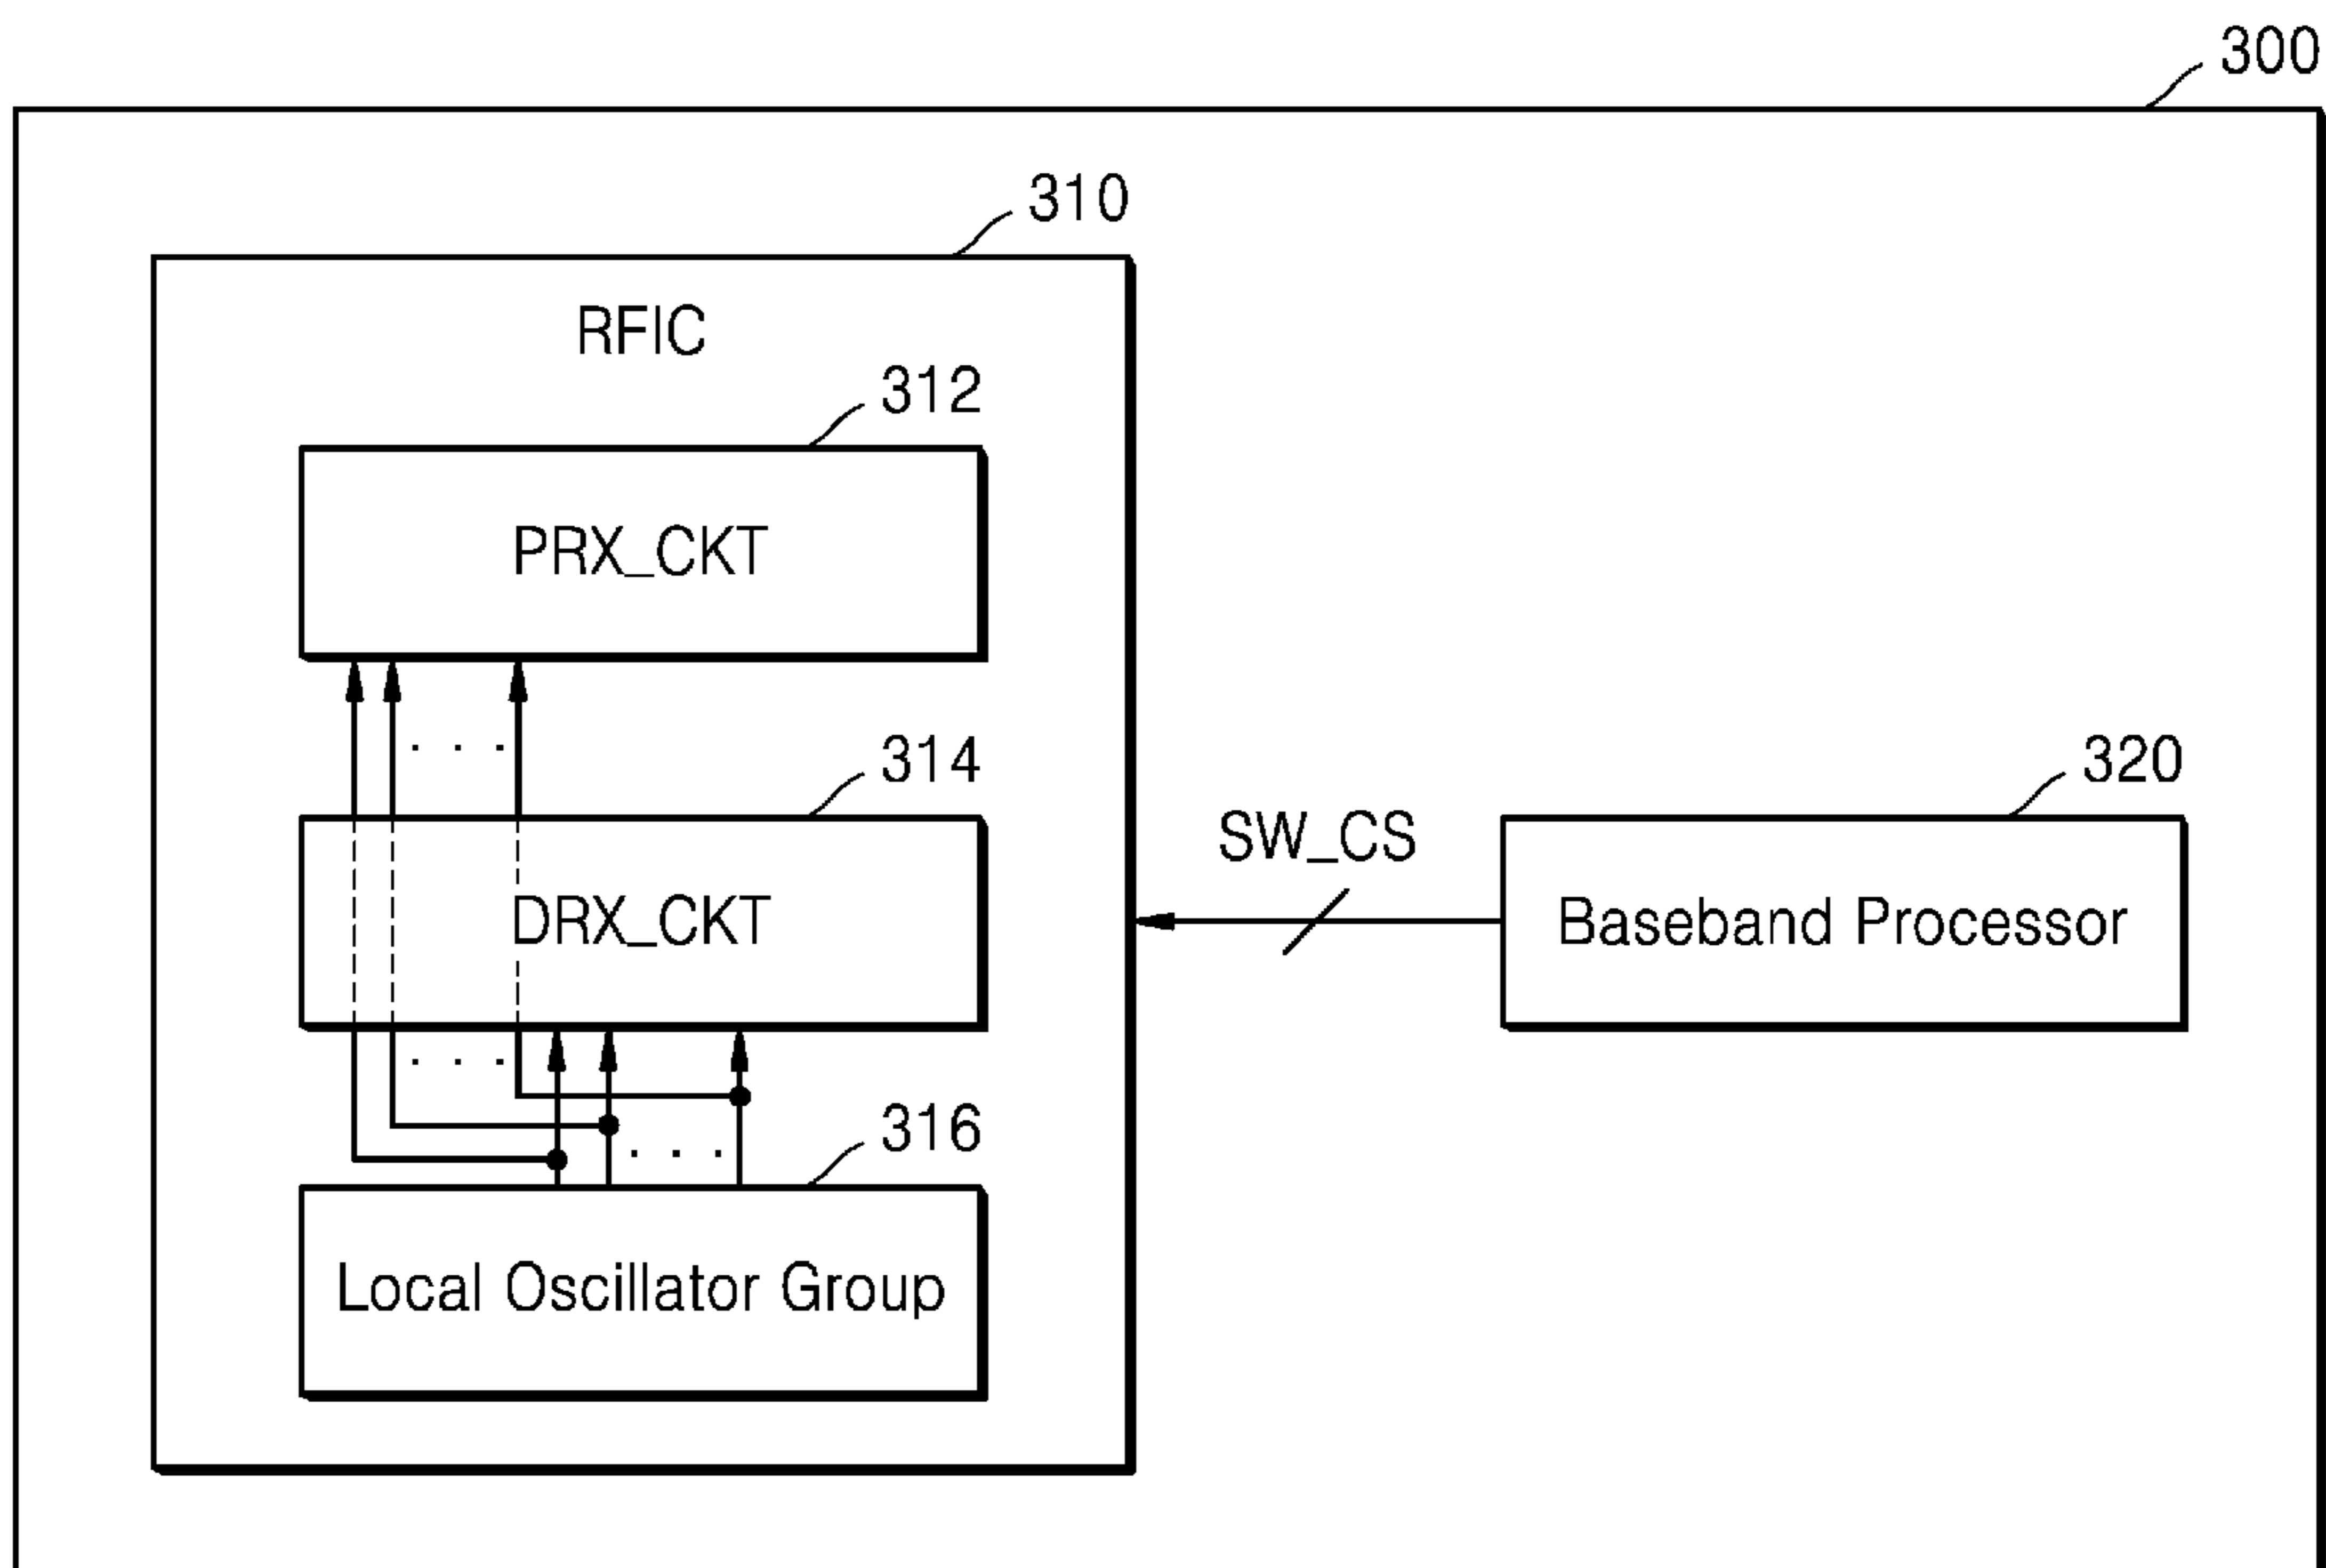 300
310
RFIC
312
PRX_CKT
314
DRX_CKT
SW_CS
320
Baseband Processor
316
Local Oscillator Group